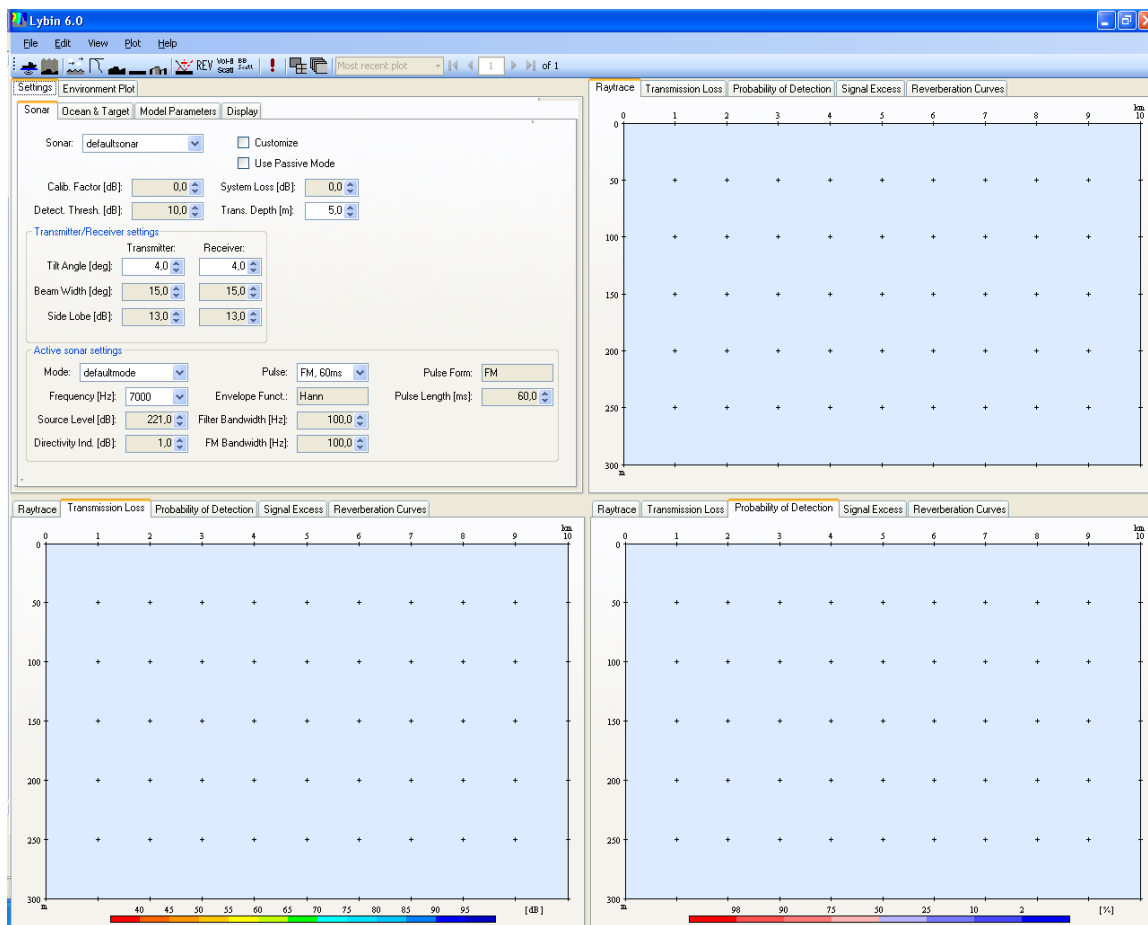 Lybin 6.0
File Edit View Plot Help
REV Vol-B Scatt BB Scatt ! Most recent plot 1 of 1
Settings Environment Plot
Sonar Ocean & Target Model Parameters Display
Sonar: defaultsonar Customize
Use Passive Mode
Calib. Factor [dB]: 0,0 System Loss [dB]: 0,0
Detect. Thresh. [dB]: 10,0 Trans. Depth [m]: 5,0
Transmitter/Receiver settings
Transmitter: Receiver:
Tilt Angle [deg]: 4,0 4,0
Beam Width [deg]: 15,0 15,0
Side Lobe [dB]: 13,0 13,0
Active sonar settings
Mode: defaultmode Pulse: FM, 60ms Pulse Form: FM
Frequency [Hz]: 7000 Envelope Funct.: Hann Pulse Length [ms]: 60,0
Source Level [dB]: 221,0 Filter Bandwidth [Hz]: 100,0
Directivity Ind. [dB]: 1,0 FM Bandwidth [Hz]: 100,0
Raytrace Transmission Loss Probability of Detection Signal Excess Reverberation Curves
km
0 1 2 3 4 5 6 7 8 9 10
0
50
100
150
200
250
300
m
Raytrace Transmission Loss Probability of Detection Signal Excess Reverberation Curves
km
0 1 2 3 4 5 6 7 8 9 10
0
50
100
150
200
250
300
m
40 45 50 55 60 65 70 75 80 85 90 95 [dB]
Raytrace Transmission Loss Probability of Detection Signal Excess Reverberation Curves
km
0 1 2 3 4 5 6 7 8 9 10
0
50
100
150
200
250
300
m
98 90 75 50 25 10 2 [%]